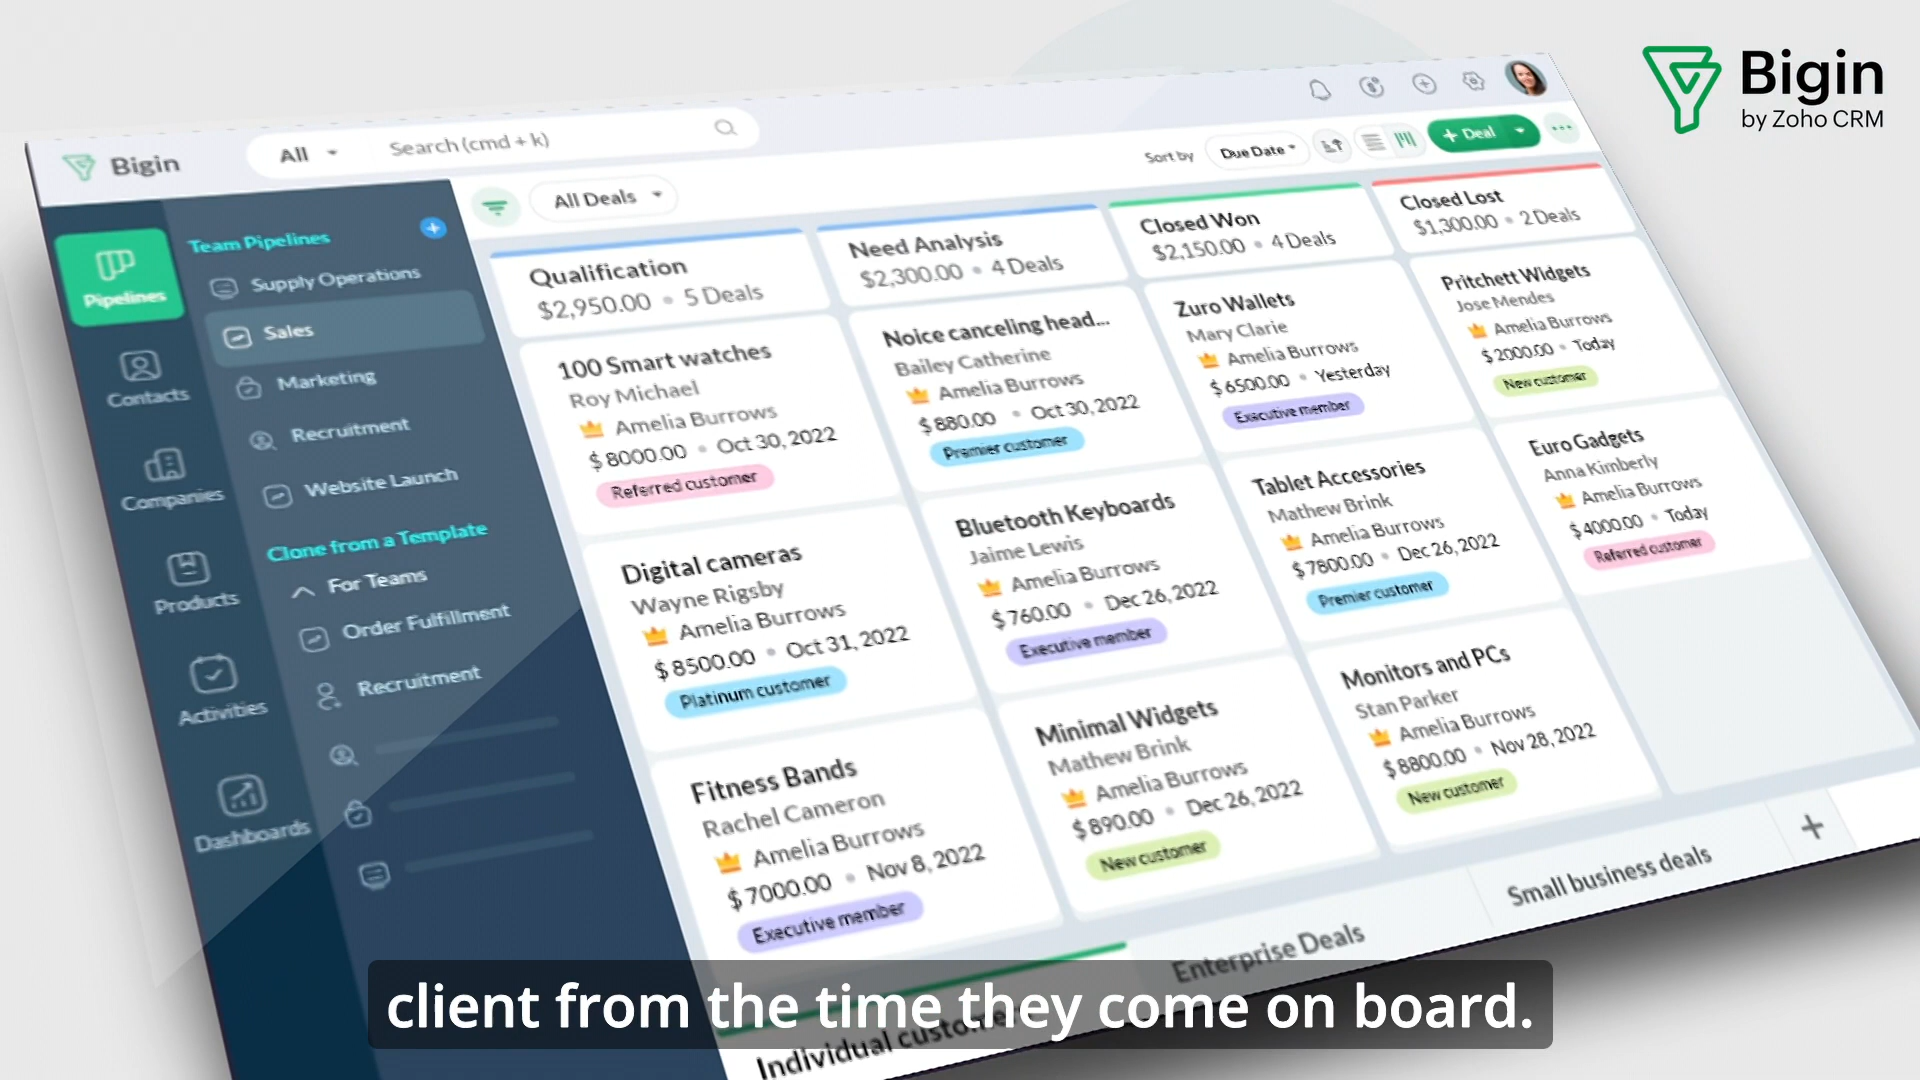 Bigin
by Zoho CRM
Bigin
All
Search (cmd + k)
Sort by
Due Date
+ Deal
All Deals
Pipelines
Contacts
Companies
Products
Activities
Dashboards
Team Pipelines
Supply Operations
Sales
Marketing
Recruitment
Website Launch
Clone from a Template
For Teams
Order Fulfillment
Recruitment
Qualification
$2,950.00 • 5 Deals
100 Smart watches
Roy Michael
Amelia Burrows
$ 8000.00 • Oct 30, 2022
Referred customer
Digital cameras
Wayne Rigsby
Amelia Burrows
$ 8500.00 • Oct 31, 2022
Platinum customer
Fitness Bands
Rachel Cameron
Amelia Burrows
$ 7000.00 • Nov 8, 2022
Executive member
Need Analysis
$2,300.00 • 4 Deals
Noice canceling head...
Bailey Catherine
Amelia Burrows
$ 880.00 • Oct 30, 2022
Premier customer
Bluetooth Keyboards
Jaime Lewis
Amelia Burrows
$ 760.00 • Dec 26, 2022
Executive member
Minimal Widgets
Mathew Brink
Amelia Burrows
$ 890.00 • Dec 26, 2022
New customer
Closed Won
$2,150.00 • 4 Deals
Zuro Wallets
Mary Clarie
Amelia Burrows
$ 6500.00 • Yesterday
Executive member
Tablet Accessories
Mathew Brink
Amelia Burrows
$ 7800.00 • Dec 26, 2022
Premier customer
Monitors and PCs
Stan Parker
Amelia Burrows
$ 8800.00 • Nov 28, 2022
New customer
Closed Lost
$1,300.00 • 2 Deals
Pritchett Widgets
Jose Mendes
Amelia Burrows
$ 2000.00 • Today
New customer
Euro Gadgets
Anna Kimberly
Amelia Burrows
$ 4000.00 • Today
Referred customer
Individual
Enterprise Deals
Small business deals
client from the time they come on board.